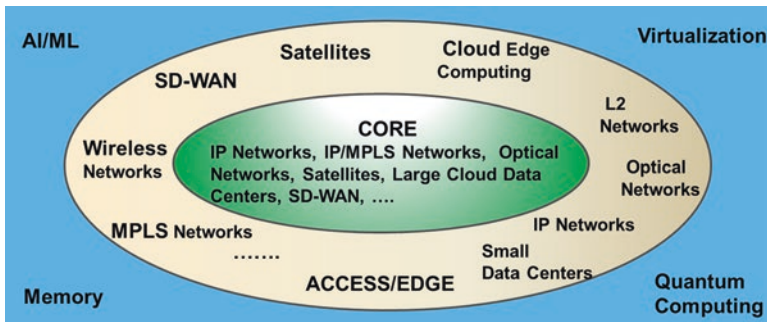 AI/ML
Satellites
Cloud Edge
Computing
Virtualization
SD-WAN
L2
Networks
Wireless
Networks
CORE
IP Networks, IP/MPLS Networks, Optical
Networks, Satellites, Large Cloud Data
Centers, SD-WAN, ....
Optical
Networks
MPLS Networks
.......
IP Networks
Small
Data Centers
ACCESS/EDGE
Memory
Quantum
Computing